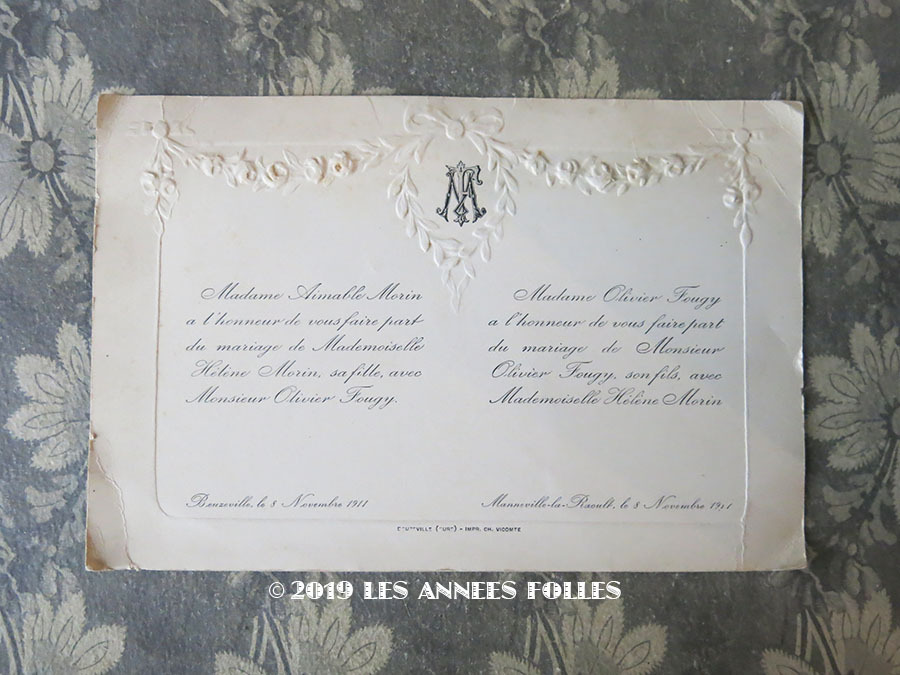 Madame Aimable Morin
a l'honneur de vous faire part
du mariage de Mademoiselle
Hélène Morin, sa fille, avec
Monsieur Olivier Fougy.
Beuzeville, le 8 Novembre 1911
Madame Olivier Fougy
a l'honneur de vous faire part
du mariage de Monsieur
Olivier Fougy, son fils, avec
Mademoiselle Hélène Morin
Manneville-la-Raoult, le 8 Novembre 1911
IMPR. CH. VICOMTE
© 2019 LES ANNEES FOLLES